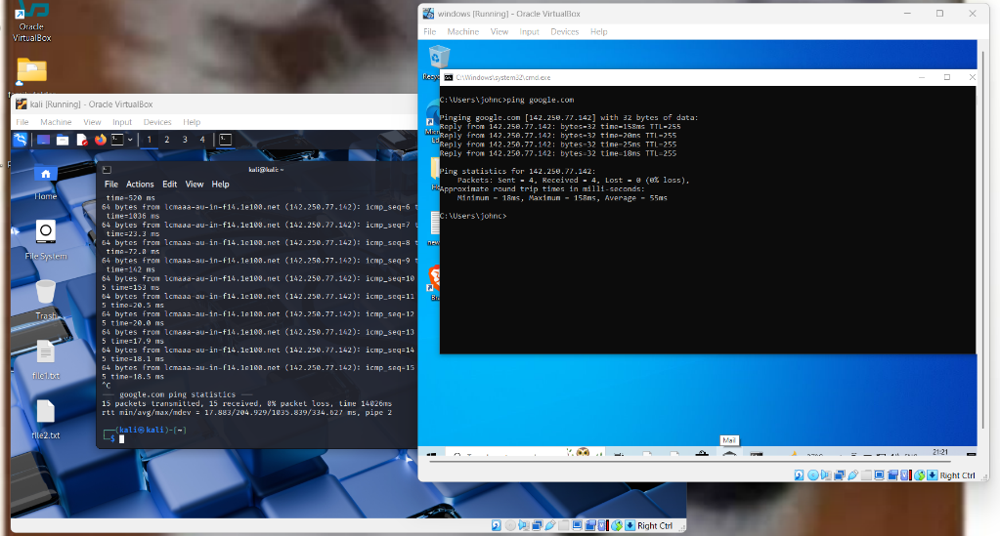 Oracle
VirtualBox
kali [Running] - Oracle VirtualBox
File Machine View Input Devices Help
1 2 3 4
Home
File System
Trash
file1.txt
file2.txt
kali@kali: ~
File Actions Edit View Help
time=520 ms
64 bytes from lcmaaa-au-in-f14.1e100.net (142.250.77.142): icmp_seq=6 t
time=1036 ms
64 bytes from lcmaaa-au-in-f14.1e100.net (142.250.77.142): icmp_seq=7 t
time=23.3 ms
64 bytes from lcmaaa-au-in-f14.1e100.net (142.250.77.142): icmp_seq=8 t
time=72.0 ms
64 bytes from lcmaaa-au-in-f14.1e100.net (142.250.77.142): icmp_seq=9 t
time=142 ms
64 bytes from lcmaaa-au-in-f14.1e100.net (142.250.77.142): icmp_seq=10
5 time=153 ms
64 bytes from lcmaaa-au-in-f14.1e100.net (142.250.77.142): icmp_seq=11
5 time=20.5 ms
64 bytes from lcmaaa-au-in-f14.1e100.net (142.250.77.142): icmp_seq=12
5 time=20.0 ms
64 bytes from lcmaaa-au-in-f14.1e100.net (142.250.77.142): icmp_seq=13
5 time=17.9 ms
64 bytes from lcmaaa-au-in-f14.1e100.net (142.250.77.142): icmp_seq=14
5 time=18.1 ms
64 bytes from lcmaaa-au-in-f14.1e100.net (142.250.77.142): icmp_seq=15
5 time=18.5 ms
^C
--- google.com ping statistics ---
15 packets transmitted, 15 received, 0% packet loss, time 14026ms
rtt min/avg/max/mdev = 17.883/204.929/1035.839/334.627 ms, pipe 2
(kali㉿kali)-[~]
$
Right Ctrl
windows [Running] - Oracle VirtualBox
File Machine View Input Devices Help
C:\Windows\system32\cmd.exe
C:\Users\johnc>ping google.com
Pinging google.com [142.250.77.142] with 32 bytes of data:
Reply from 142.250.77.142: bytes=32 time=158ms TTL=255
Reply from 142.250.77.142: bytes=32 time=20ms TTL=255
Reply from 142.250.77.142: bytes=32 time=25ms TTL=255
Reply from 142.250.77.142: bytes=32 time=18ms TTL=255
Ping statistics for 142.250.77.142:
Packets: Sent = 4, Received = 4, Lost = 0 (0% loss),
Approximate round trip times in milli-seconds:
Minimum = 18ms, Maximum = 158ms, Average = 55ms
C:\Users\johnc>
Mail
21:21
Right Ctrl